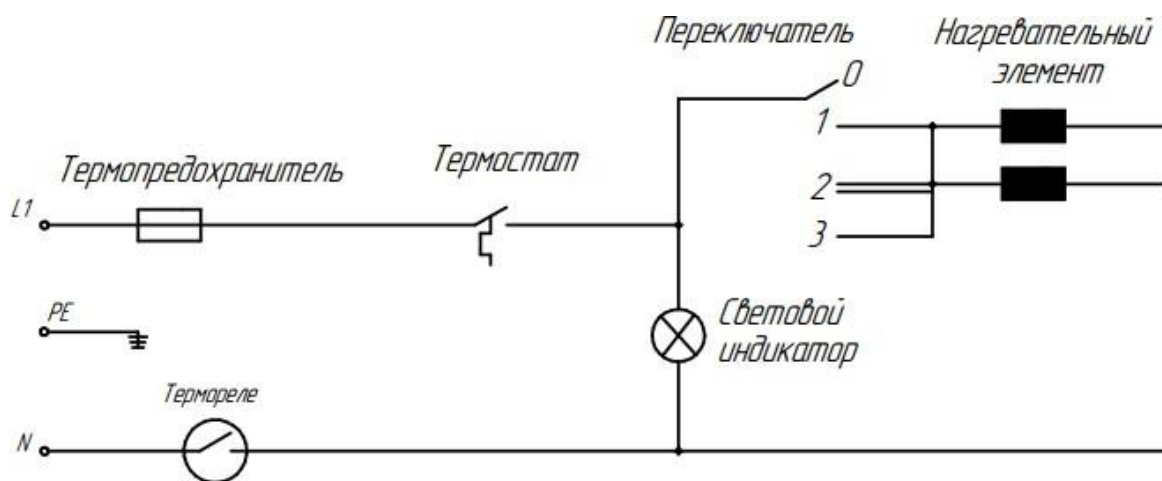 Переключатель
Нагревательный
элемент
0
1
Термопредохранитель
Термостат
2
L1
3
PE
Световой
индикатор
Термореле
N